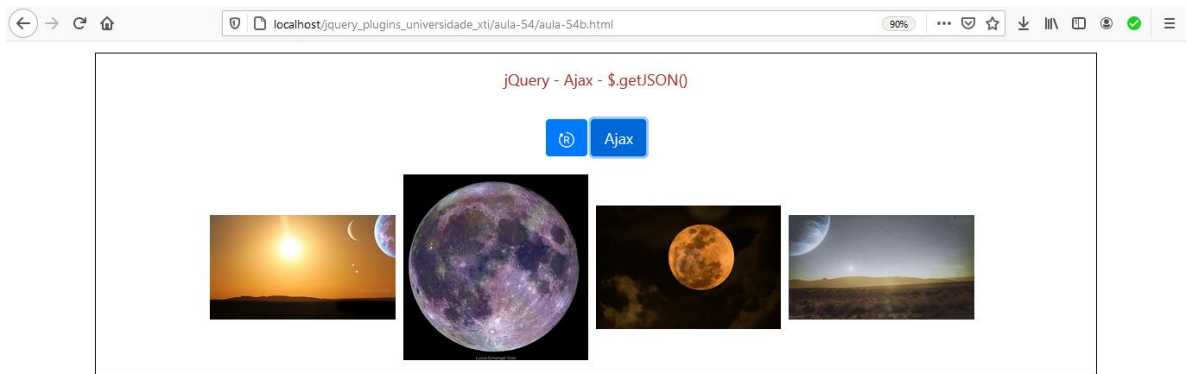 localhost/jquery_plugins_universidade_xti/aula-54/aula-54b.html
90%
jQuery - Ajax - $.getJSON()
R
Ajax